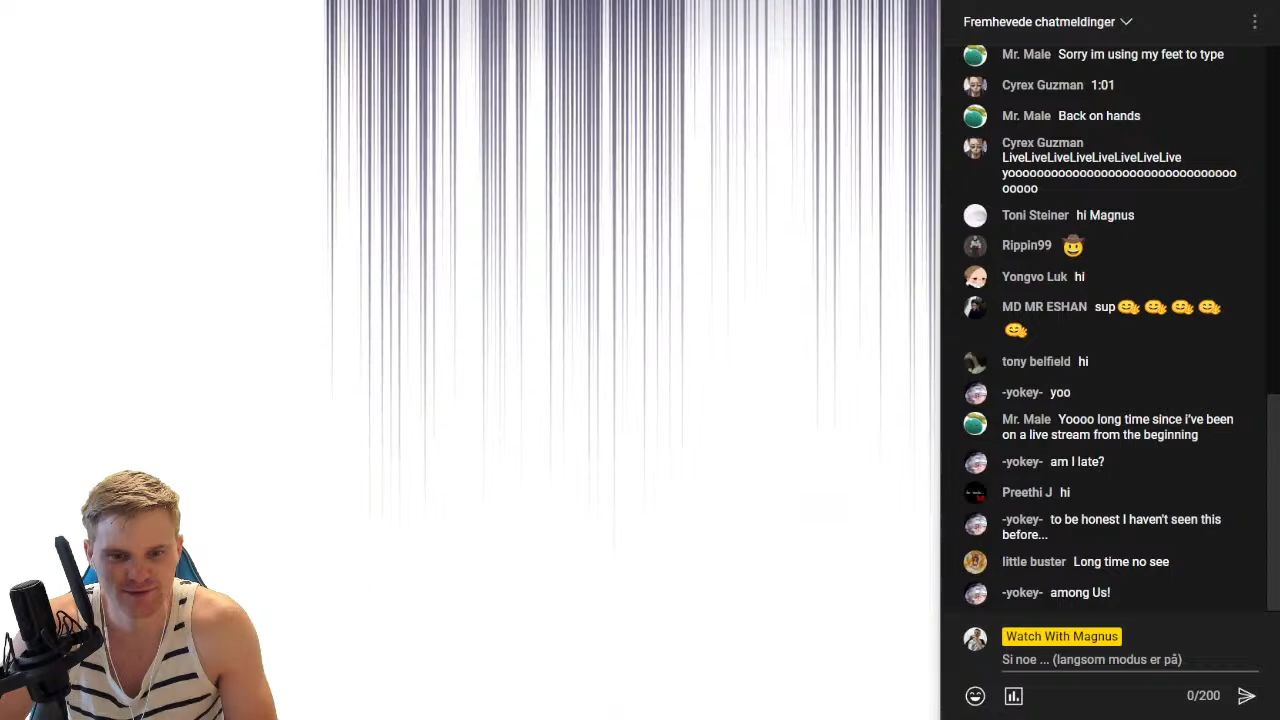 Fremhevede chatmeldinger
Mr. Male Sorry im using my feet to type
Cyrex Guzman 1:01
Mr. Male Back on hands
Cyrex Guzman
LiveLiveLiveLiveLiveLiveLiveLive
yooooooooooooooooooooooooooooooooo
ooooo
Toni Steiner hi Magnus
Rippin99 🤠
Yongvo Luk hi
MD MR ESHAN sup
tony belfield hi
-yokey- yoo
Mr. Male Yoooo long time since i've been
on a live stream from the beginning
-yokey- am I late?
Preethi J hi
-yokey- to be honest I haven't seen this
before...
little buster Long time no see
-yokey- among Us!
Watch With Magnus
Si noe ... (langsom modus er på)
0/200